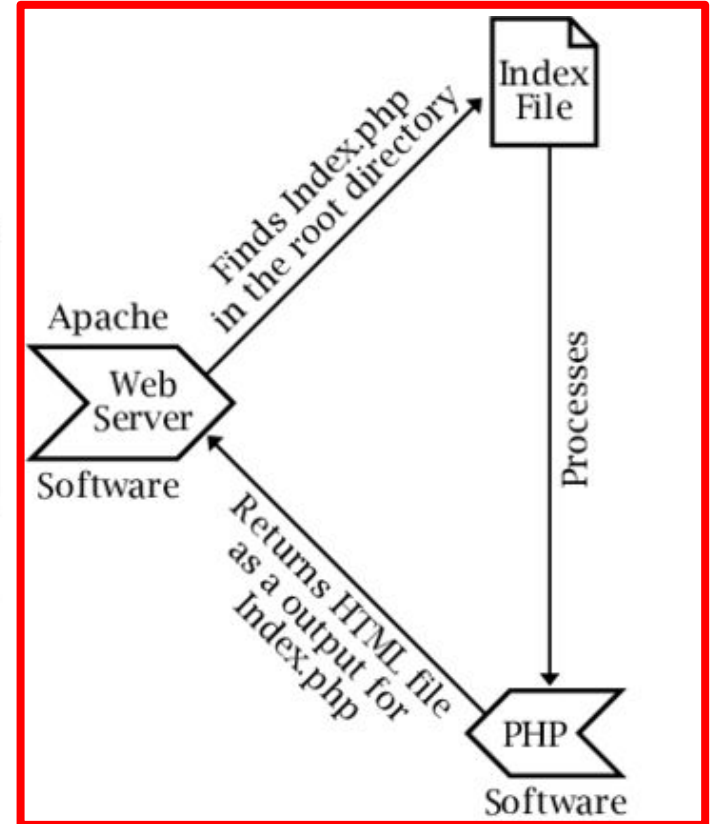 Index
File
Finds Index.php
in the root directory
Apache
Web
Server
Software
Processes
Returns HTML file
as a output for
Index.php
PHP
Software